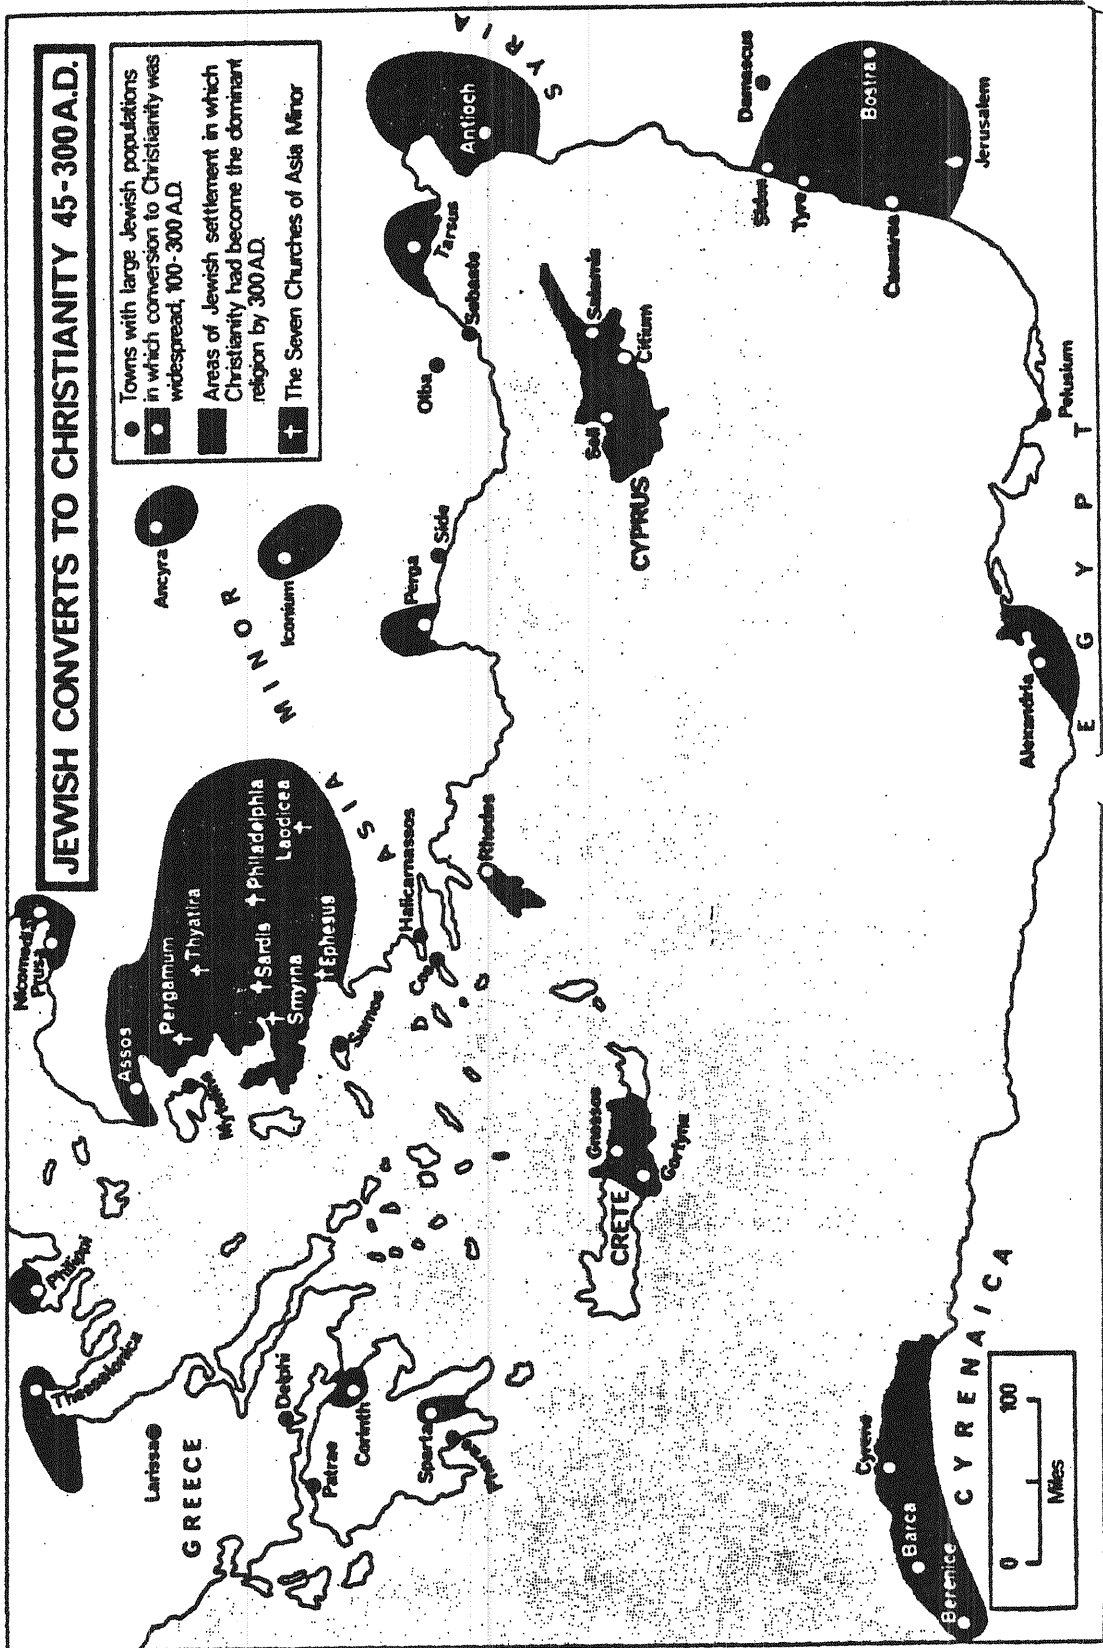 JEWISH CONVERTS TO CHRISTIANITY 45-300 A.D.
Towns with large Jewish populations
in which conversion to Christianity was
widespread, 100-300 A.D.
Areas of Jewish settlement in which
Christianity had become the dominant
religion by 300 A.D.
The Seven Churches of Asia Minor
Nicomedia
Prusa
Philippi
Thessalonica
Larissa
GREECE
Delphi
Patrae
Corinth
Sparta
Assos
Mytilene
Pergamum
Thyatira
Sardis
Smyrna
Philadelphia
Laodicea
Ephesus
Samos
ASIA
MINOR
Ancyra
Iconium
Halicarnassos
Cos
Rhodes
Perga
Side
Olba
Sebaste
Tarsus
Antioch
SYRIA
CYPRUS
Soli
Salamis
Citium
CRETE
Gnossos
Gortyna
Damascus
Sidon
Tyre
Bostra
Caesarea
Jerusalem
Pelusium
EGYPT
Alexandria
CYRENAICA
Cyrene
Barca
Berenice
0
100
Miles